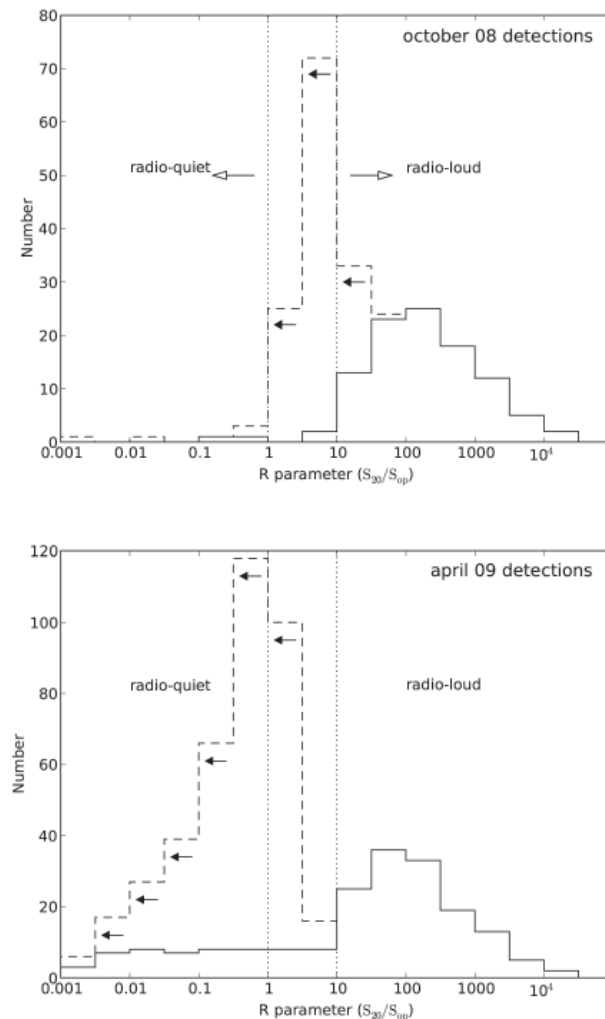 80
october 08 detections
70
60
radio-quiet
radio-loud
50
Number
40
30
20
10
0
0.001 0.01 0.1 1 10 100 1000 10⁴
R parameter (S₂₀/Sₒₚ)
120
april 09 detections
100
80
radio-quiet
radio-loud
Number
60
40
20
0
0.001 0.01 0.1 1 10 100 1000 10⁴
R parameter (S₂₀/Sₒₚ)